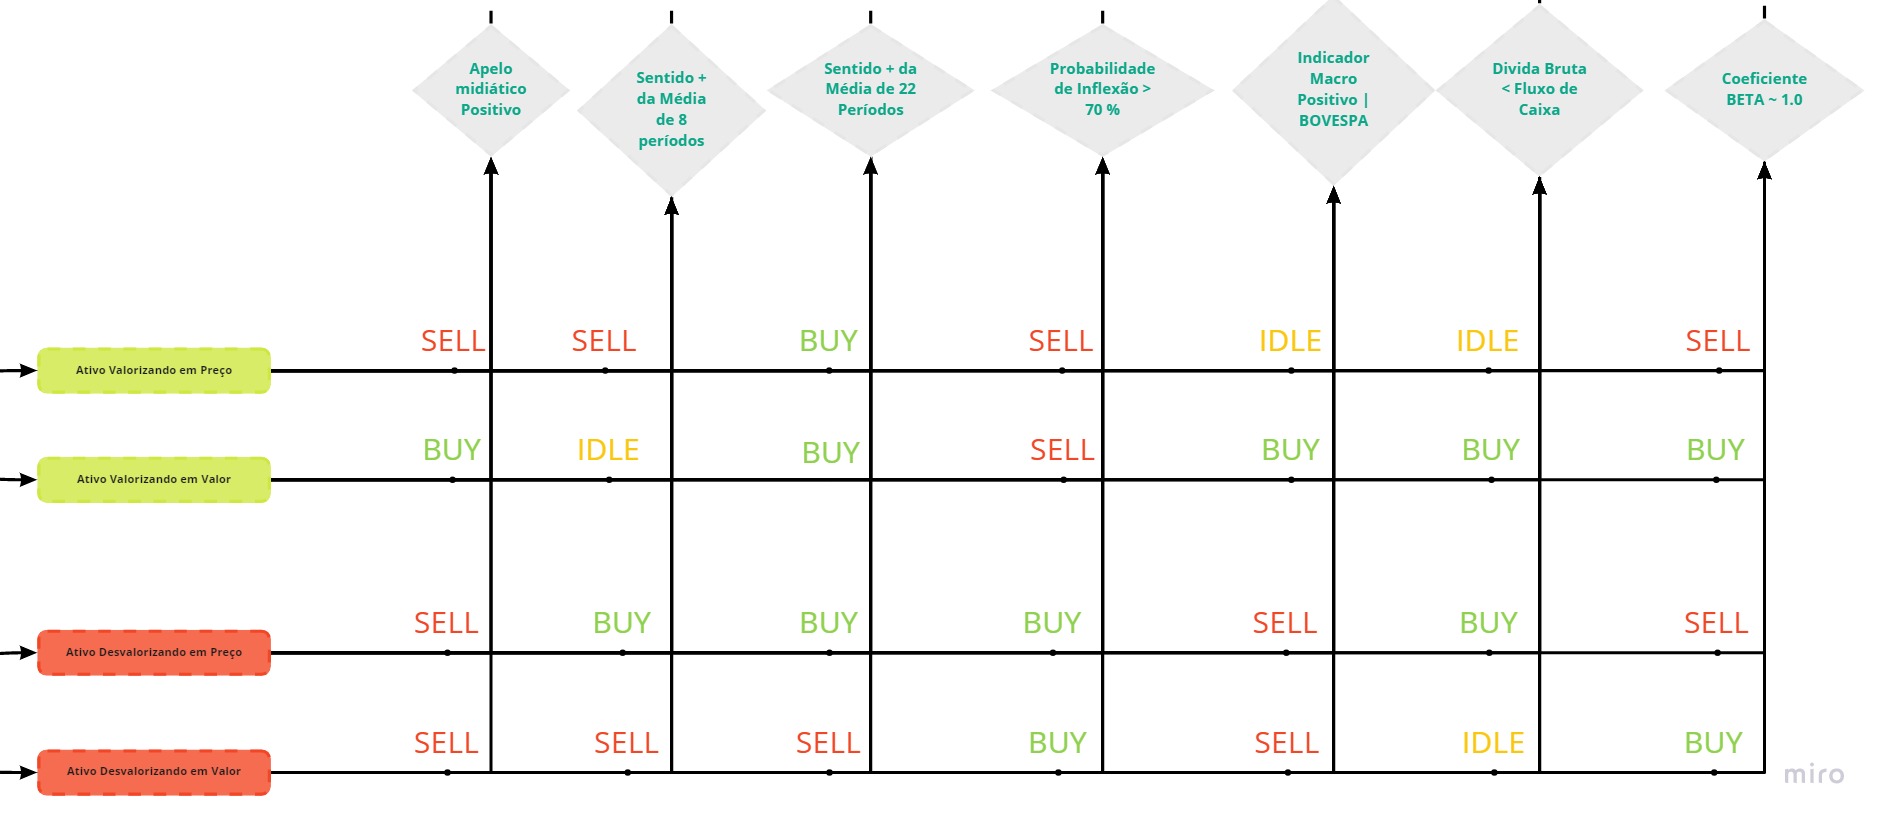 Apelo
midiático
Positivo
Sentido +
da Média
de 8
períodos
Sentido + da
Média de 22
Períodos
Probabilidade
de Inflexão >
70 %
Indicador
Macro
Positivo |
BOVESPA
Divida Bruta
< Fluxo de
Caixa
Coeficiente
BETA ~ 1.0
SELL SELL BUY SELL IDLE IDLE SELL
Ativo Valorizando em Preço
BUY IDLE BUY SELL BUY BUY BUY
Ativo Valorizando em Valor
SELL BUY BUY BUY SELL BUY SELL
Ativo Desvalorizando em Preço
SELL SELL SELL BUY SELL IDLE BUY
Ativo Desvalorizando em Valor
miro